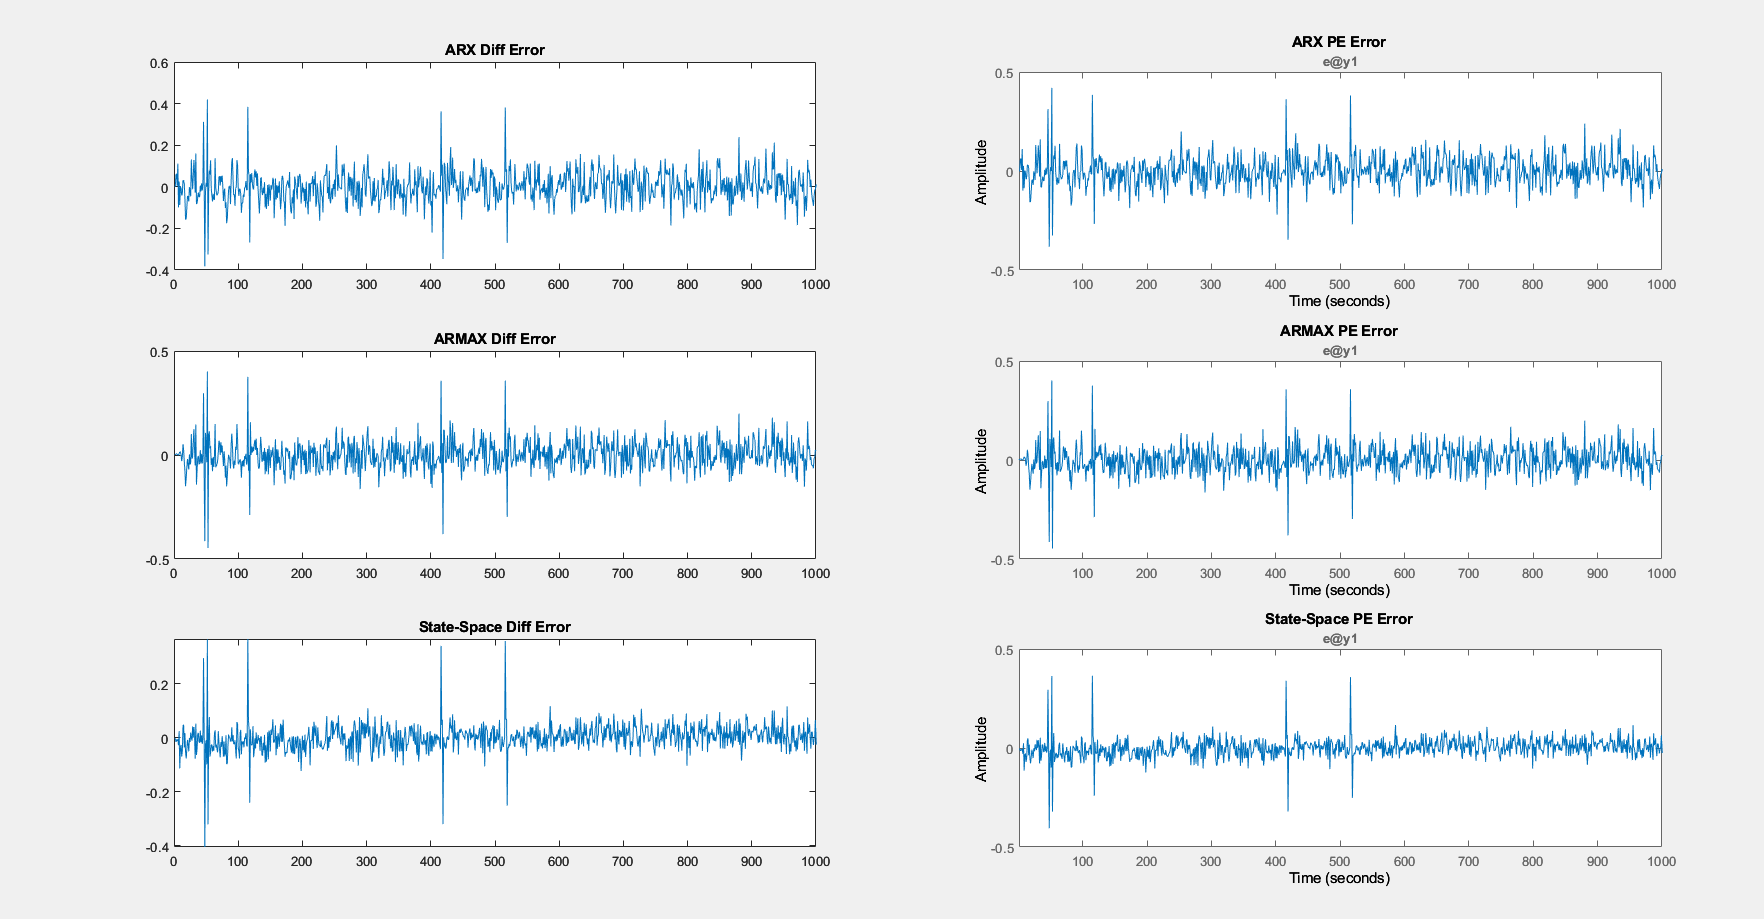 ARX Diff Error
0.6
0.4
0.2
0
-0.2
-0.4
0 100 200 300 400 500 600 700 800 900 1000
ARX PE Error
e@y1
0.5
0
-0.5
Amplitude
100 200 300 400 500 600 700 800 900 1000
Time (seconds)
ARMAX Diff Error
0.5
0
-0.5
0 100 200 300 400 500 600 700 800 900 1000
ARMAX PE Error
e@y1
0.5
0
-0.5
Amplitude
100 200 300 400 500 600 700 800 900 1000
Time (seconds)
State-Space Diff Error
0.2
0
-0.2
-0.4
0 100 200 300 400 500 600 700 800 900 1000
State-Space PE Error
e@y1
0.5
0
-0.5
Amplitude
100 200 300 400 500 600 700 800 900 1000
Time (seconds)